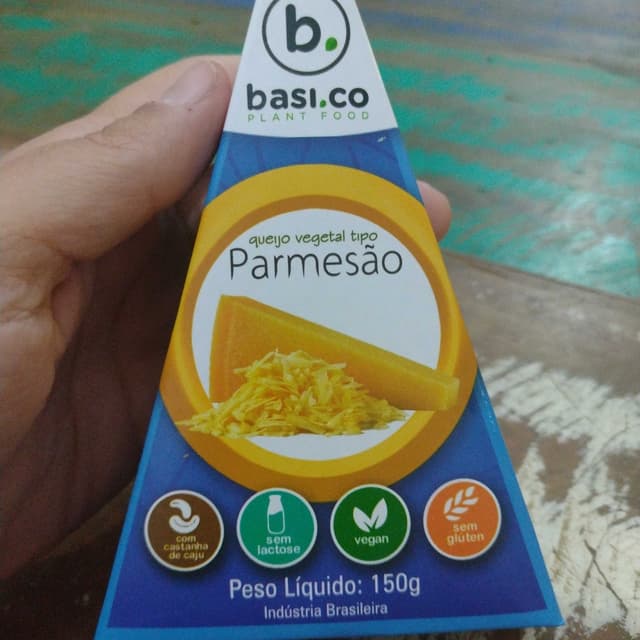 b.
basi.co
PLANT FOOD
queijo vegetal tipo
Parmesão
com
castanha
de caju
sem
lactose
vegan
sem
glúten
Peso Líquido: 150g
Indústria Brasileira